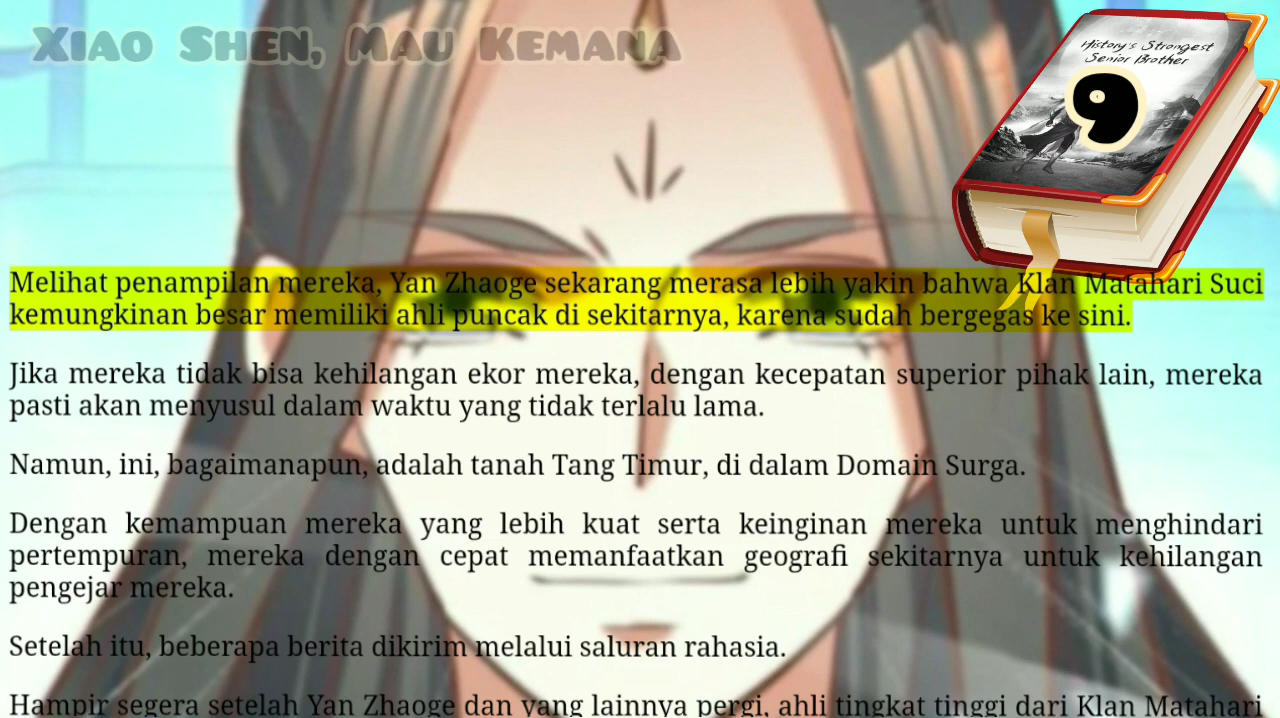 Xiao Shen, Mau Kemana
History's Strongest
Senior Brother
9
Melihat penampilan mereka, Yan Zhaoge sekarang merasa lebih yakin bahwa Klan Matahari Suci
kemungkinan besar memiliki ahli puncak di sekitarnya, karena sudah bergegas ke sini.
Jika mereka tidak bisa kehilangan ekor mereka, dengan kecepatan superior pihak lain, mereka
pasti akan menyusul dalam waktu yang tidak terlalu lama.
Namun, ini, bagaimanapun, adalah tanah Tang Timur, di dalam Domain Surga.
Dengan kemampuan mereka yang lebih kuat serta keinginan mereka untuk menghindari
pertempuran, mereka dengan cepat memanfaatkan geografi sekitarnya untuk kehilangan
pengejar mereka.
Setelah itu, beberapa berita dikirim melalui saluran rahasia.
Hampir segera setelah Yan Zhaoge dan yang lainnya pergi, ahli tingkat tinggi dari Klan Matahari